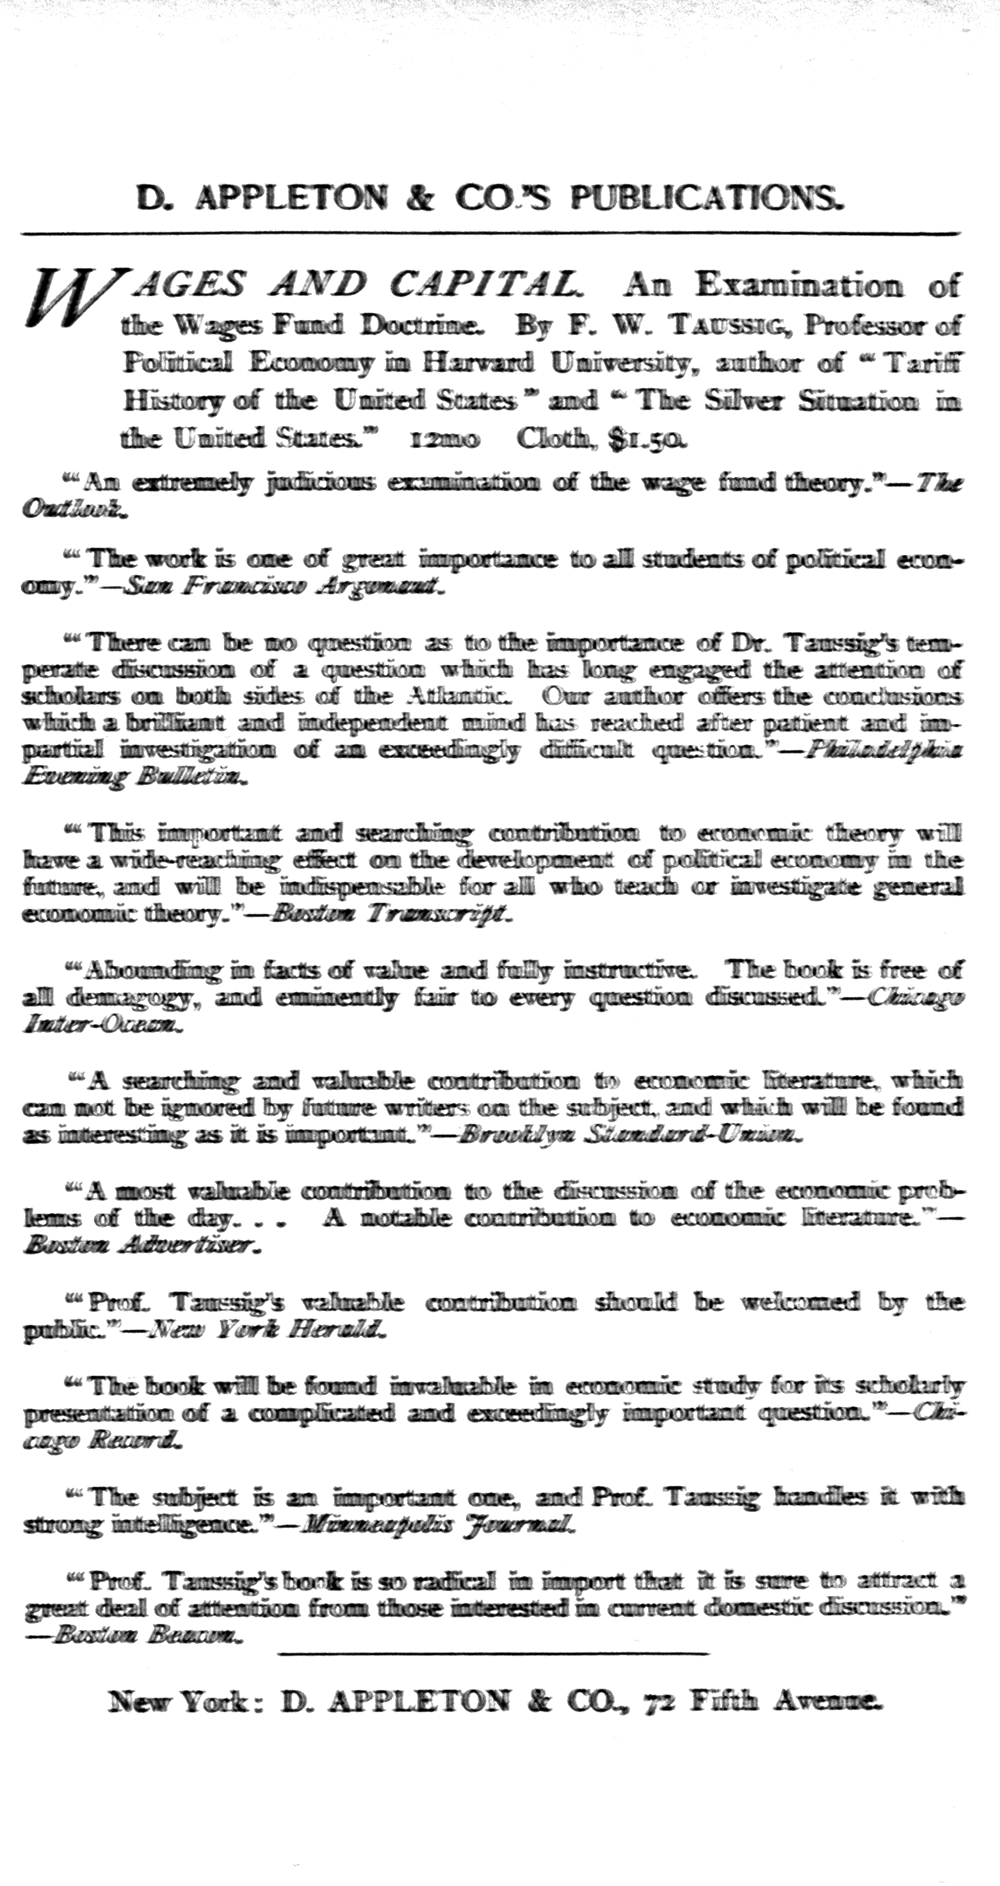 D. APPLETON & CO.'S PUBLICATIONS.
WAGES AND CAPITAL. An Examination of
the Wages Fund Doctrine. By F. W. TAUSSIG, Professor of
Political Economy in Harvard University, author of “Tariff
History of the United States” and “The Silver Situation in
the United States.” 12mo Cloth, $1.50.
“An extremely judicious examination of the wage fund theory.”—The
Outlook.
“The work is one of great importance to all students of political econ-
omy.”—San Francisco Argonaut.
“There can be no question as to the importance of Dr. Taussig's tem-
perate discussion of a question which has long engaged the attention of
scholars on both sides of the Atlantic. Our author offers the conclusions
which a brilliant and independent mind has reached after patient and im-
partial investigation of an exceedingly difficult question.”—Philadelphia
Evening Bulletin.
“This important and searching contribution to economic theory will
have a wide-reaching effect on the development of political economy in the
future, and will be indispensable for all who teach or investigate general
economic theory.”—Boston Transcript.
“Abounding in facts of value and fully instructive. The book is free of
all demagogy, and eminently fair to every question discussed.”—Chicago
Inter-Ocean.
“A searching and valuable contribution to economic literature, which
can not be ignored by future writers on the subject, and which will be found
as interesting as it is important.”—Brooklyn Standard-Union.
“A most valuable contribution to the discussion of the economic prob-
lems of the day. . . A notable contribution to economic literature.”—
Boston Advertiser.
“Prof. Taussig's valuable contribution should be welcomed by the
public.”—New York Herald.
“The book will be found invaluable in economic study for its scholarly
presentation of a complicated and exceedingly important question.”—Chi-
cago Record.
“The subject is an important one, and Prof. Taussig handles it with
strong intelligence.”—Minneapolis Journal.
“Prof. Taussig's book is so radical in import that it is sure to attract a
great deal of attention from those interested in current domestic discussion.”
—Boston Beacon.
New York: D. APPLETON & CO., 72 Fifth Avenue.